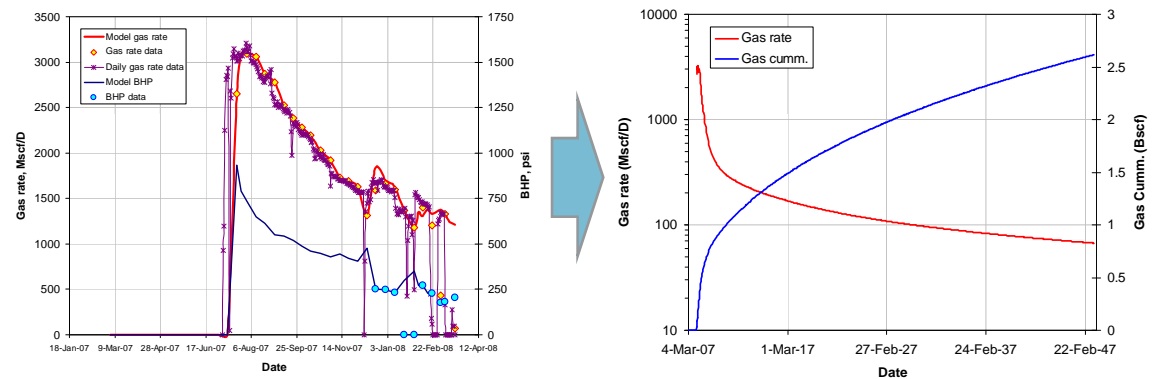 3500
3000
2500
2000
1500
1000
500
0
Gas rate, Mscf/D
Model gas rate
Gas rate data
Daily gas rate data
Model BHP
BHP data
1750
1500
1250
1000
750
500
250
0
BHP, psi
18-Jan-07 9-Mar-07 28-Apr-07 17-Jun-07 6-Aug-07 25-Sep-07 14-Nov-07 3-Jan-08 22-Feb-08 12-Apr-08
Date
10000
1000
100
10
Gas rate (Mscf/D)
Gas rate
Gas cumm.
3
2.5
2
1.5
1
0.5
0
Gas Cumm. (Bscf)
4-Mar-07 1-Mar-17 27-Feb-27 24-Feb-37 22-Feb-47
Date